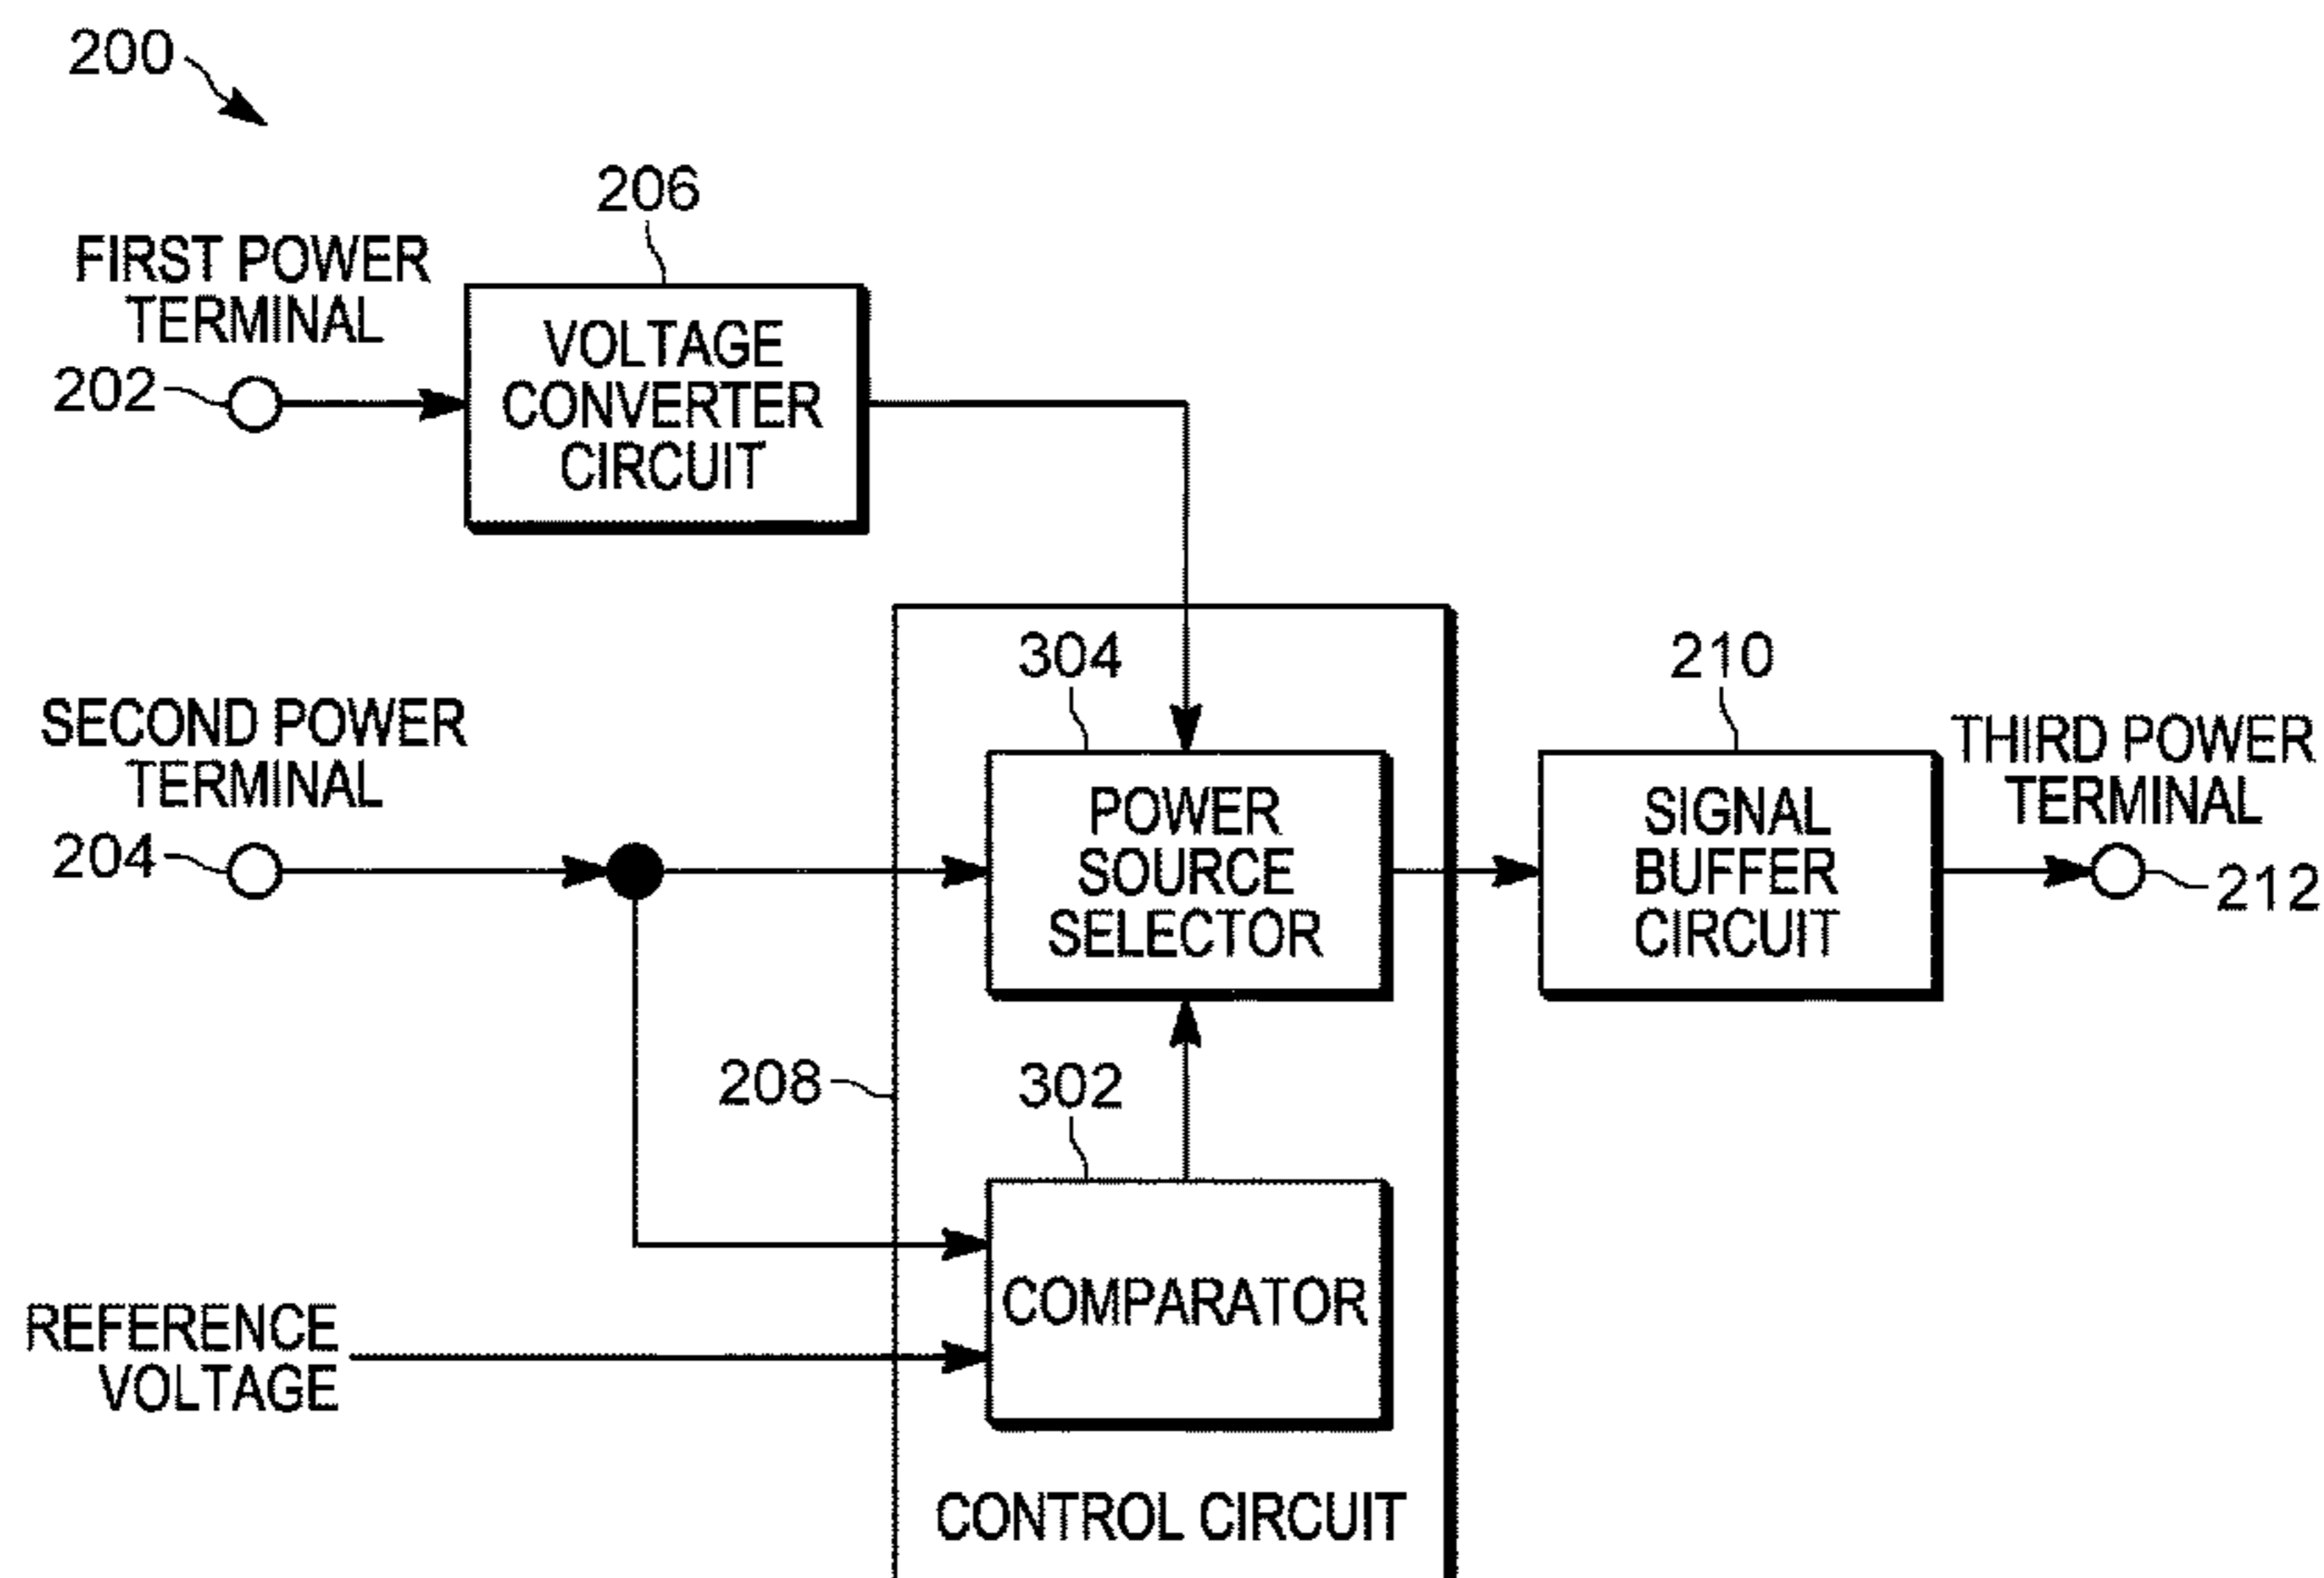 200
206
FIRST POWER
TERMINAL
202
VOLTAGE
CONVERTER
CIRCUIT
304
210
SECOND POWER
TERMINAL
204
POWER
SOURCE
SELECTOR
SIGNAL
BUFFER
CIRCUIT
THIRD POWER
TERMINAL
212
208
302
REFERENCE
VOLTAGE
COMPARATOR
CONTROL CIRCUIT